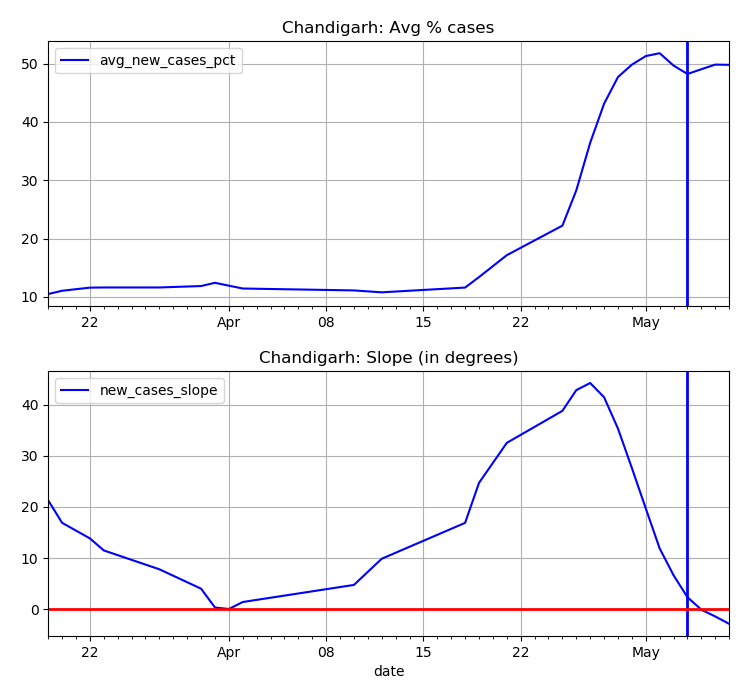 Chandigarh: Avg % cases
avg_new_cases_pct
50
40
30
20
10
22 Apr 08 15 22 May
Chandigarh: Slope (in degrees)
new_cases_slope
40
30
20
10
0
22 Apr 08 15 22 May
date